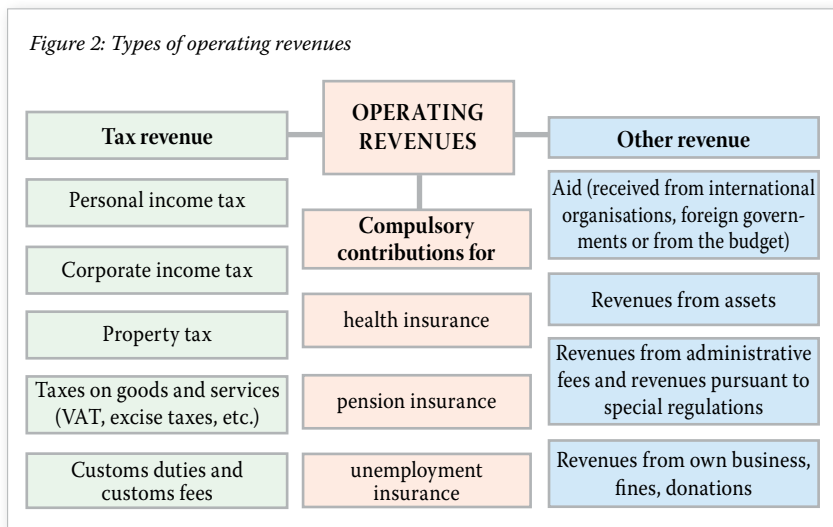 Figure 2: Types of operating revenues
OPERATING
REVENUES
Tax revenue
Personal income tax
Corporate income tax
Property tax
Taxes on goods and services
(VAT, excise taxes, etc.)
Customs duties and
customs fees
Compulsory
contributions for
health insurance
pension insurance
unemployment
insurance
Other revenue
Aid (received from international
organisations, foreign govern-
ments or from the budget)
Revenues from assets
Revenues from administrative
fees and revenues pursuant to
special regulations
Revenues from own business,
fines, donations